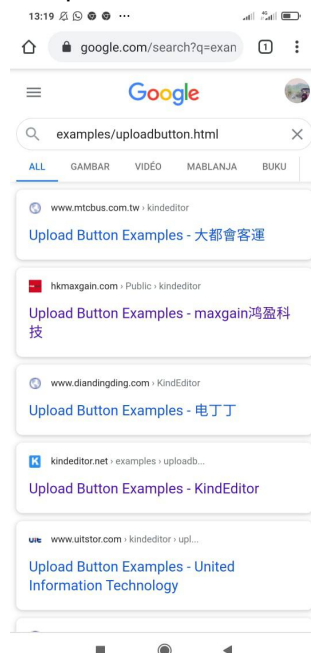 13:19
google.com/search?q=exan
1
Google
examples/uploadbutton.html
ALL GAMBAR VIDÉO MABLANJA BUKU
www.mtcbus.com.tw › kindeditor
Upload Button Examples - 大都會客運
hkmaxgain.com › Public › kindeditor
Upload Button Examples - maxgain鸿盈科
技
www.diandingding.com › KindEditor
Upload Button Examples - 电丁丁
K kindeditor.net › examples › uploadb...
Upload Button Examples - KindEditor
www.uitstor.com › kindeditor › upl...
Upload Button Examples - United
Information Technology